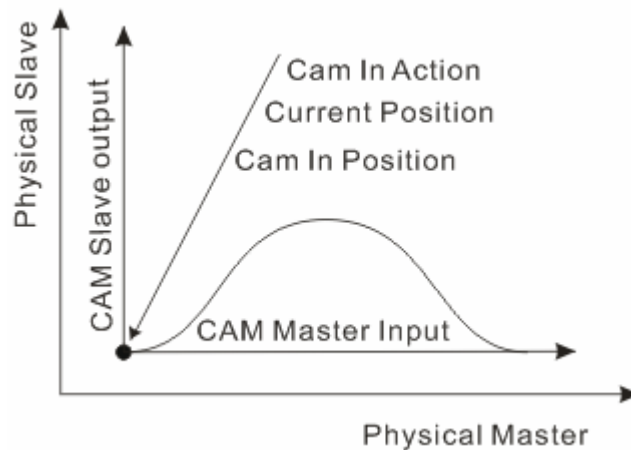 Physical Slave
CAM Slave output
Cam In Action
Current Position
Cam In Position
CAM Master Input
Physical Master